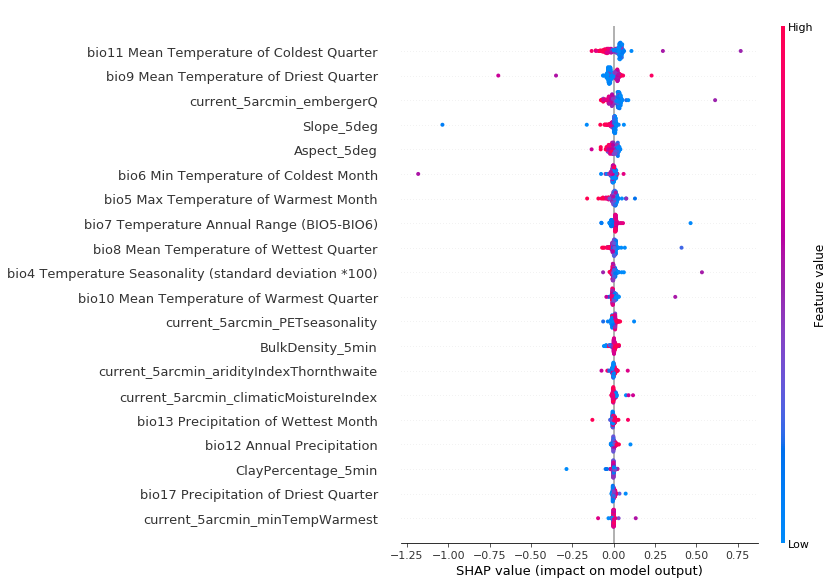 High
bio11 Mean Temperature of Coldest Quarter
bio9 Mean Temperature of Driest Quarter
current_5arcmin_embergerQ
Slope_5deg
Aspect_5deg
bio6 Min Temperature of Coldest Month
bio5 Max Temperature of Warmest Month
bio7 Temperature Annual Range (BIO5-BIO6)
bio8 Mean Temperature of Wettest Quarter
bio4 Temperature Seasonality (standard deviation *100)
bio10 Mean Temperature of Warmest Quarter
current_5arcmin_PETseasonality
BulkDensity_5min
current_5arcmin_aridityIndexThornthwaite
current_5arcmin_climaticMoistureIndex
bio13 Precipitation of Wettest Month
bio12 Annual Precipitation
ClayPercentage_5min
bio17 Precipitation of Driest Quarter
current_5arcmin_minTempWarmest
Low
Feature value
−1.25 −1.00 −0.75 −0.50 −0.25 0.00 0.25 0.50 0.75
SHAP value (impact on model output)